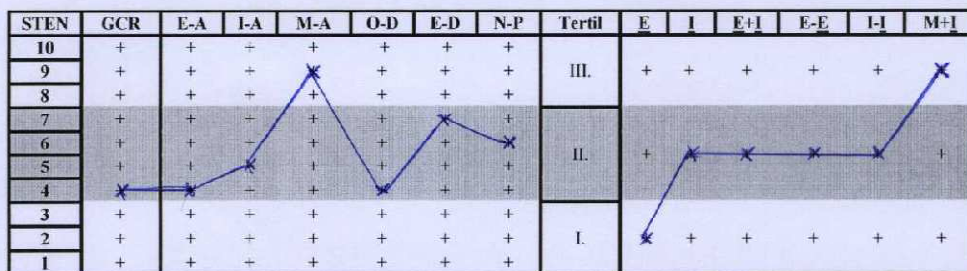 STEN GCR E-A I-A M-A O-D E-D N-P Tertil E I E+I E-E I-I M+I
10 + + + + + + +
9 + + + + + + + III. + + + + + +
8 + + + + + + +
7 + + + + + + +
6 + + + + + + + II. + + + + + +
5 + + + + + + +
4 + + + + + + +
3 + + + + + + +
2 + + + + + + + I. + + + + + +
1 + + + + + + +